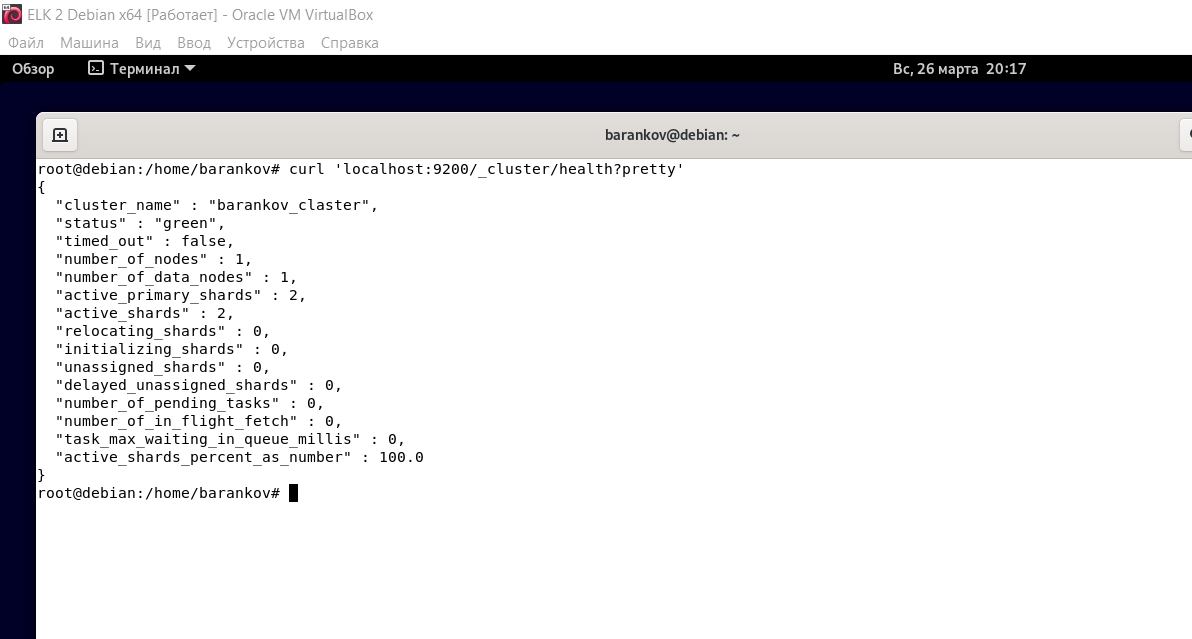 ELK 2 Debian x64 [Работает] - Oracle VM VirtualBox
Файл Машина Вид Ввод Устройства Справка
Обзор Терминал Вс, 26 марта 20:17
barankov@debian: ~
root@debian:/home/barankov# curl 'localhost:9200/_cluster/health?pretty'
{
  "cluster_name" : "barankov_claster",
  "status" : "green",
  "timed_out" : false,
  "number_of_nodes" : 1,
  "number_of_data_nodes" : 1,
  "active_primary_shards" : 2,
  "active_shards" : 2,
  "relocating_shards" : 0,
  "initializing_shards" : 0,
  "unassigned_shards" : 0,
  "delayed_unassigned_shards" : 0,
  "number_of_pending_tasks" : 0,
  "number_of_in_flight_fetch" : 0,
  "task_max_waiting_in_queue_millis" : 0,
  "active_shards_percent_as_number" : 100.0
}
root@debian:/home/barankov#